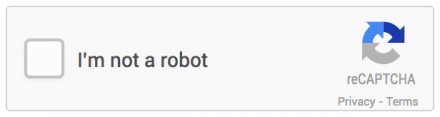 I'm not a robot
reCAPTCHA
Privacy - Terms